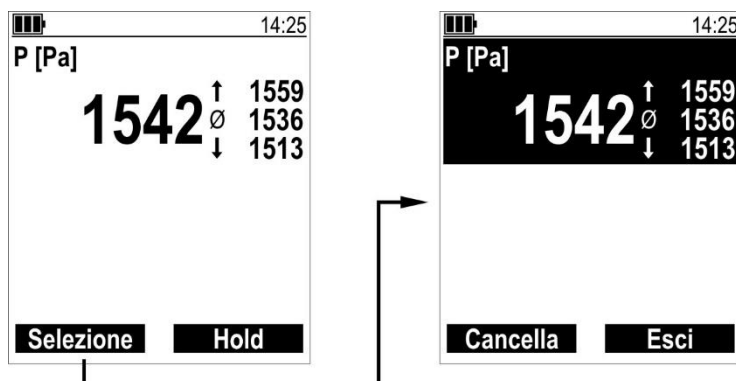 14:25
P [Pa]
1542 ↑ 1559
Ø 1536
↓ 1513
Selezione Hold
14:25
P [Pa]
1542 ↑ 1559
Ø 1536
↓ 1513
Cancella Esci